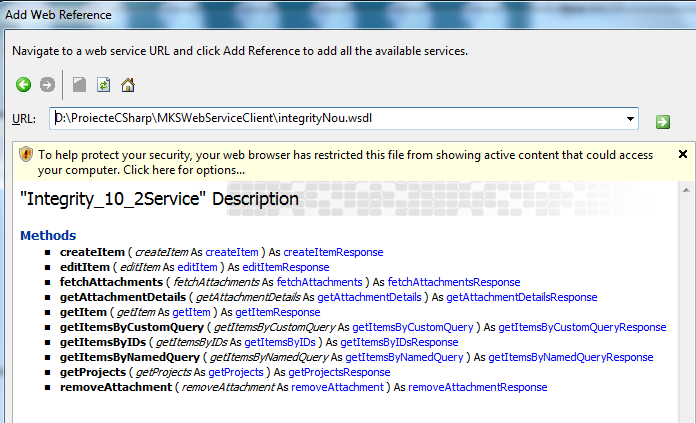 Add Web Reference
Navigate to a web service URL and click Add Reference to add all the available services.
URL: D:\ProiecteCSharp\MKSWebServiceClient\integrityNou.wsdl
To help protect your security, your web browser has restricted this file from showing active content that could access
your computer. Click here for options...
"Integrity_10_2Service" Description
Methods
createItem ( createItem As createItem ) As createItemResponse
editItem ( editItem As editItem ) As editItemResponse
fetchAttachments ( fetchAttachments As fetchAttachments ) As fetchAttachmentsResponse
getAttachmentDetails ( getAttachmentDetails As getAttachmentDetails ) As getAttachmentDetailsResponse
getItem ( getItem As getItem ) As getItemResponse
getItemsByCustomQuery ( getItemsByCustomQuery As getItemsByCustomQuery ) As getItemsByCustomQueryResponse
getItemsByIDs ( getItemsByIDs As getItemsByIDs ) As getItemsByIDsResponse
getItemsByNamedQuery ( getItemsByNamedQuery As getItemsByNamedQuery ) As getItemsByNamedQueryResponse
getProjects ( getProjects As getProjects ) As getProjectsResponse
removeAttachment ( removeAttachment As removeAttachment ) As removeAttachmentResponse